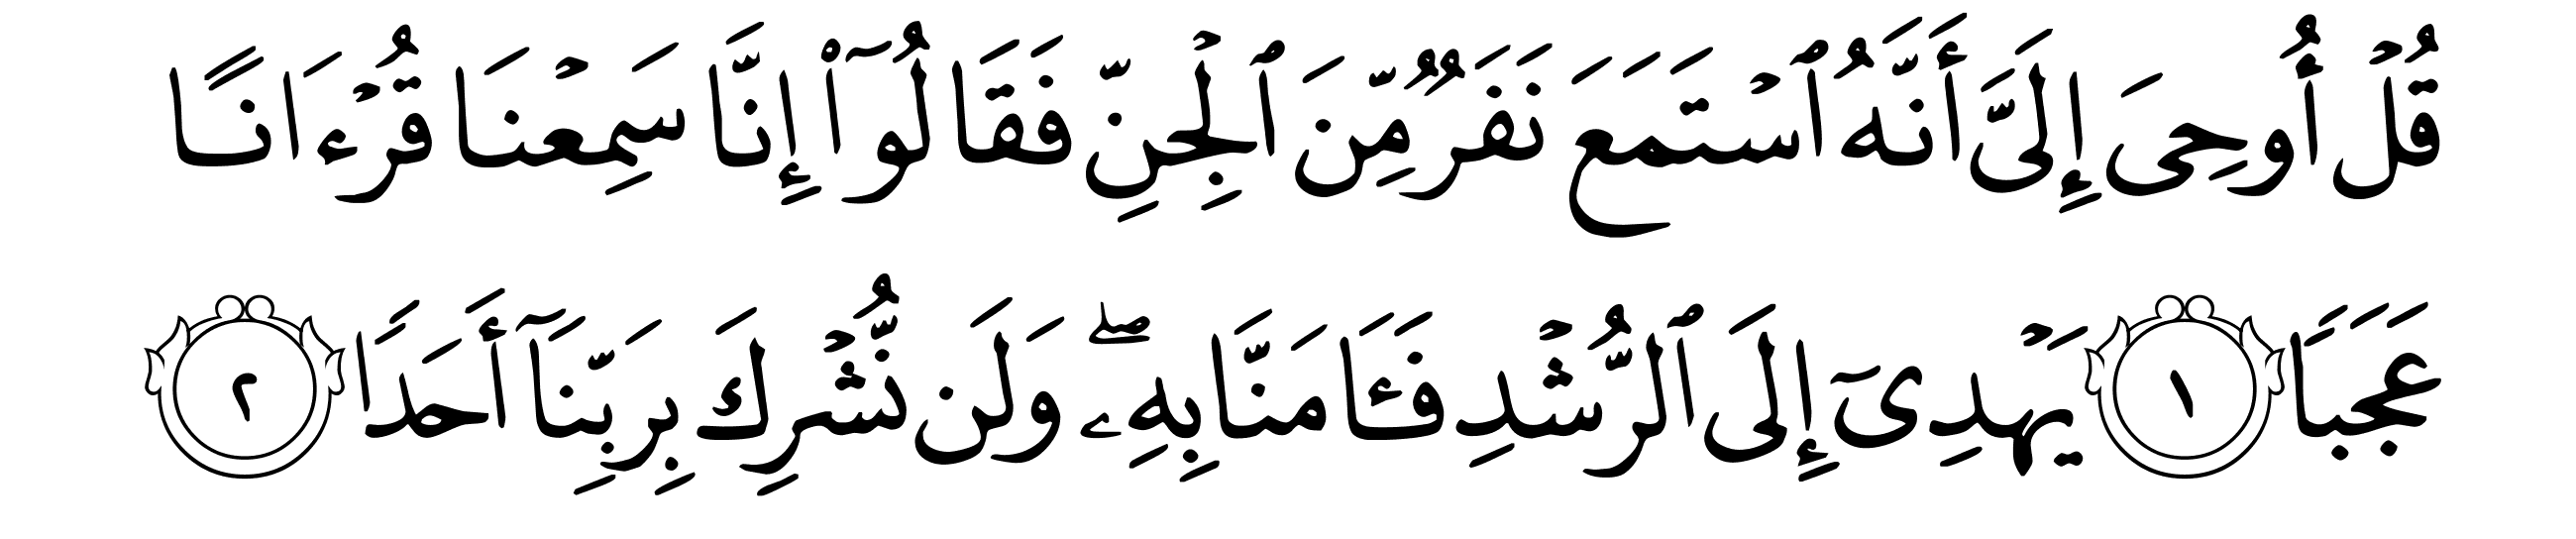 قُلۡ أُوحِيَ إِلَيَّ أَنَّهُ ٱسۡتَمَعَ نَفَرٞ مِّنَ ٱلۡجِنِّ فَقَالُوٓاْ إِنَّا سَمِعۡنَا قُرۡءَانًا
عَجَبٗا ١ يَهۡدِيٓ إِلَى ٱلرُّشۡدِ فَـَٔامَنَّا بِهِۦۖ وَلَن نُّشۡرِكَ بِرَبِّنَآ أَحَدٗا ٢